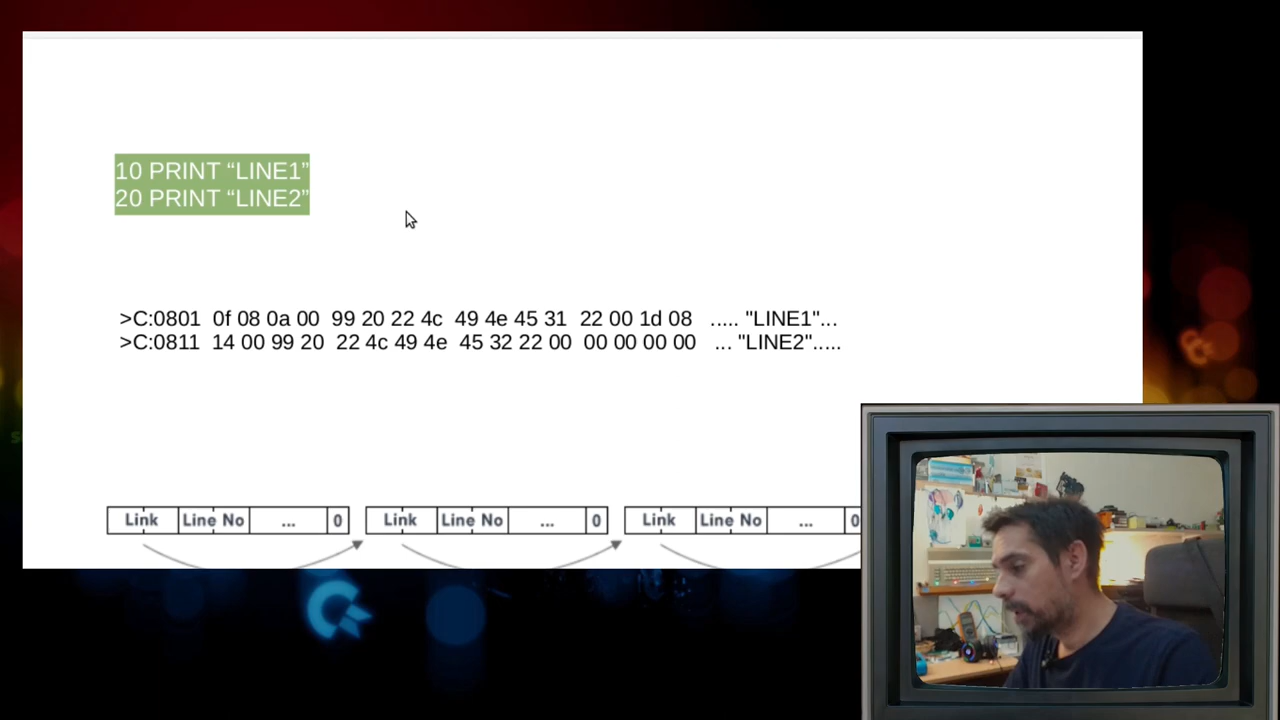 10 PRINT “LINE1”
20 PRINT “LINE2”
>C:0801 0f 08 0a 00 99 20 22 4c 49 4e 45 31 22 00 1d 08 ..... "LINE1"...
>C:0811 14 00 99 20 22 4c 49 4e 45 32 22 00 00 00 00 00 ... "LINE2".....
Link Line No ... 0 Link Line No ... 0 Link Line No ... 0